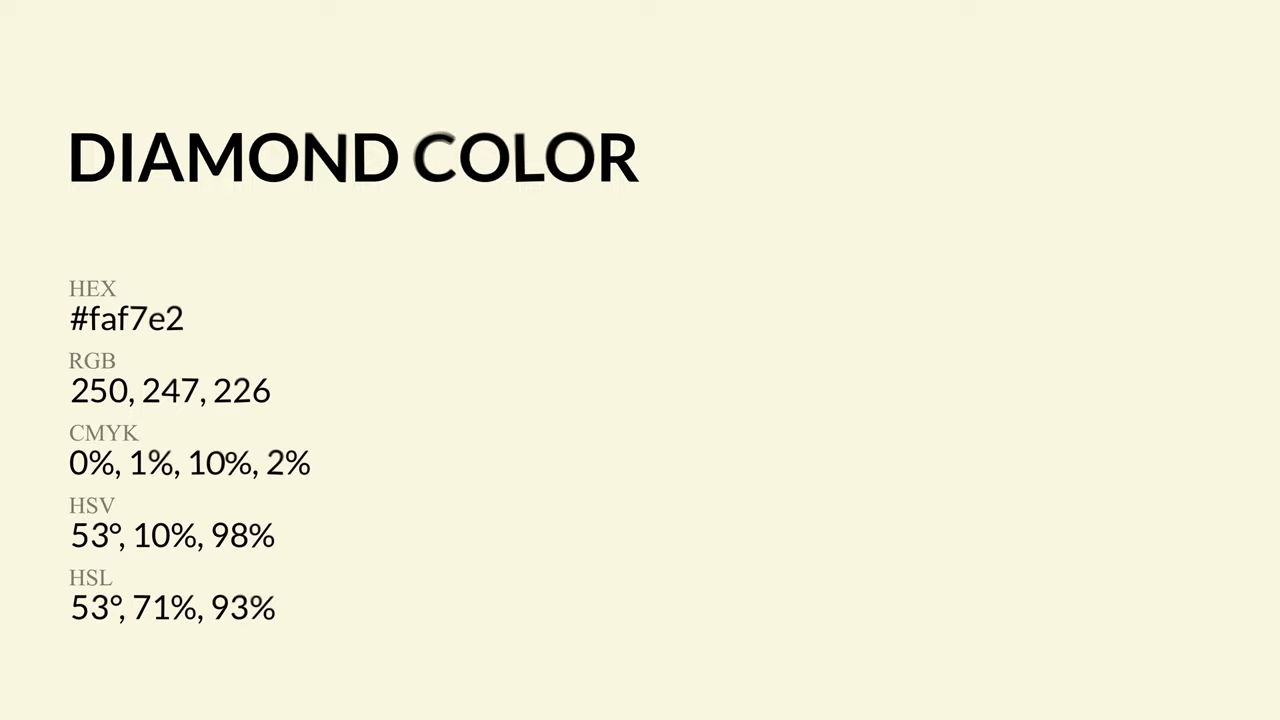 DIAMOND COLOR
HEX
#faf7e2
RGB
250, 247, 226
CMYK
0%, 1%, 10%, 2%
HSV
53°, 10%, 98%
HSL
53°, 71%, 93%